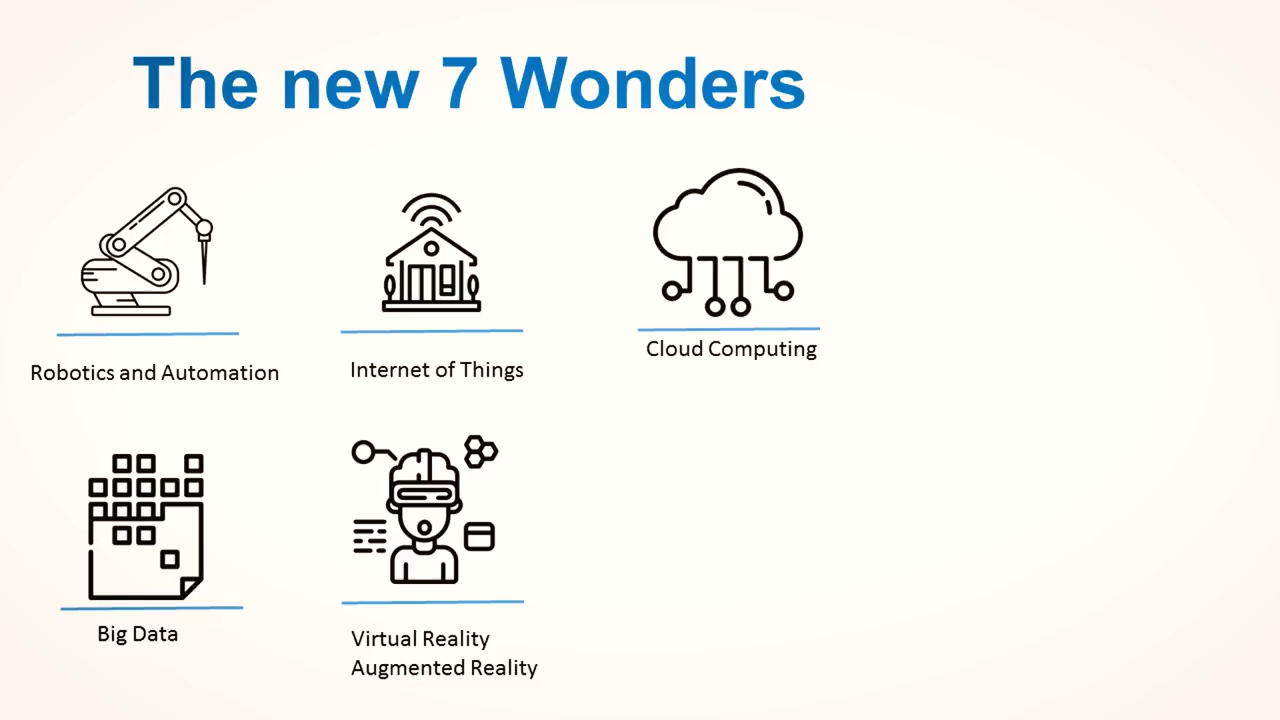 The new 7 Wonders
Robotics and Automation
Internet of Things
Cloud Computing
Big Data
Virtual Reality
Augmented Reality